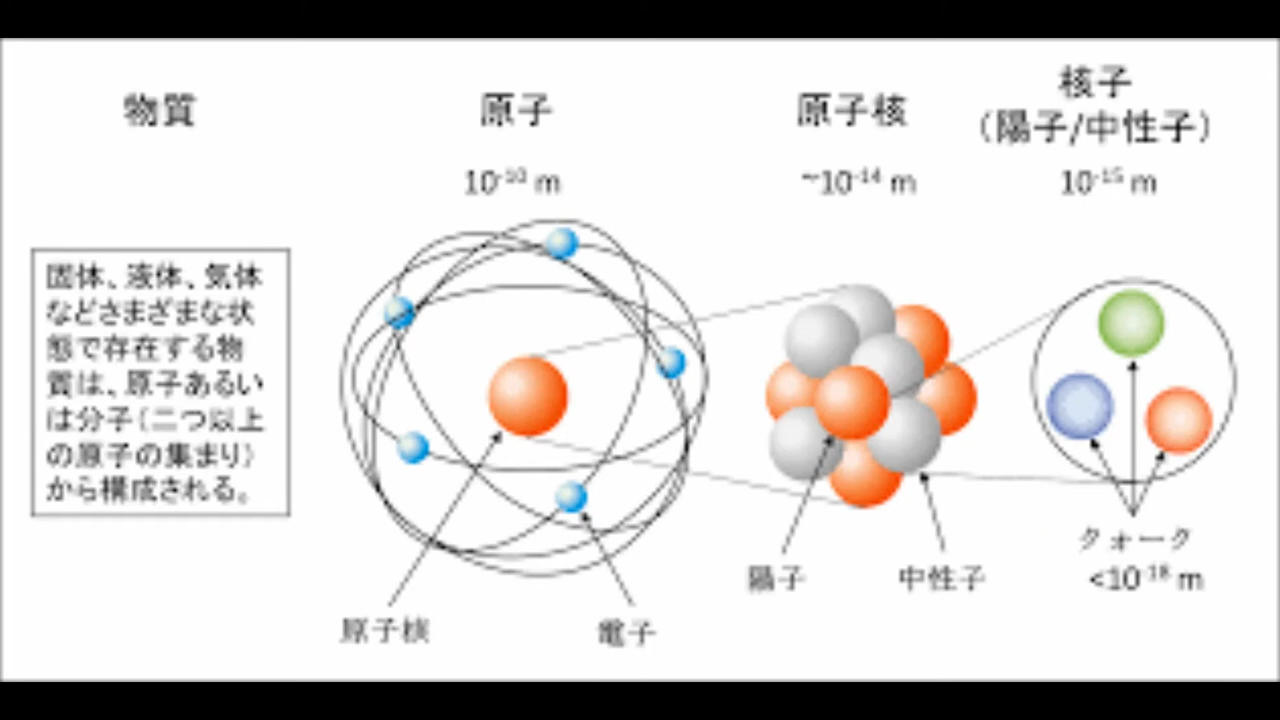 物質
原子
10⁻¹⁰ m
原子核
~10⁻¹⁴ m
核子
(陽子/中性子)
10⁻¹⁵ m
固体、液体、気体
などさまざまな状
態で存在する物
質は、原子あるい
は分子(二つ以上
の原子の集まり)
から構成される。
原子核
電子
陽子
中性子
クォーク
<10⁻¹⁸ m